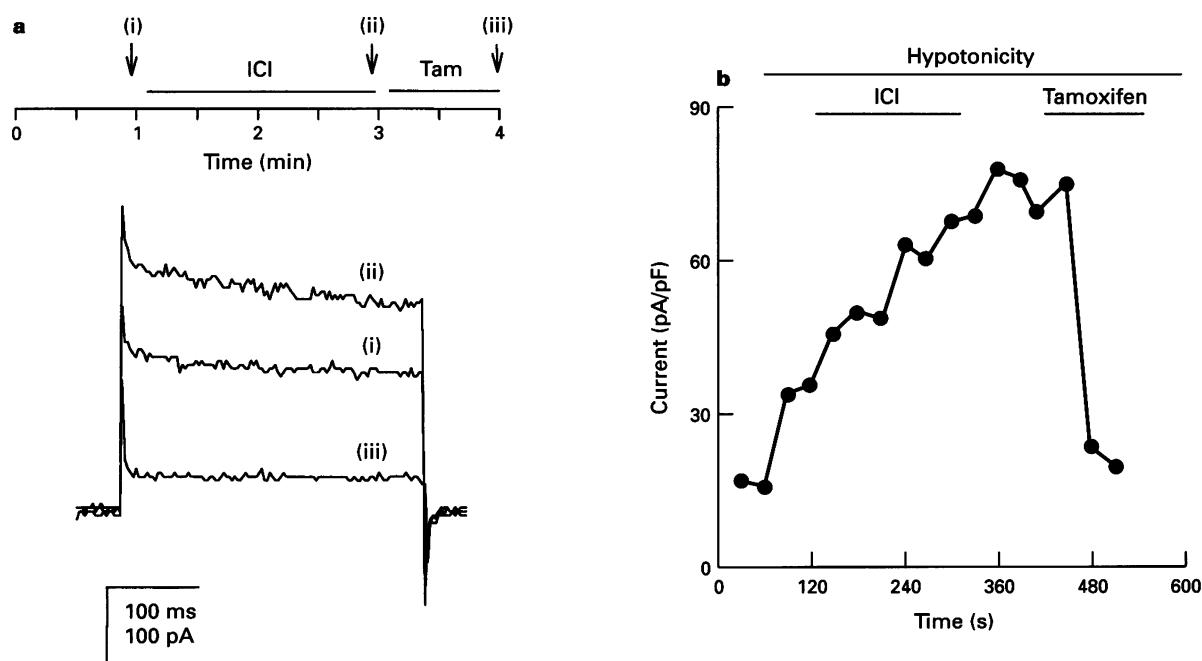 a
(i) (ii) (iii)
ICI Tam
0 1 2 3 4
Time (min)
(ii)
(i)
(iii)
100 ms
100 pA
b
Hypotonicity
ICI Tamoxifen
90
60
30
0
Current (pA/pF)
120 240 360 480 600
Time (s)